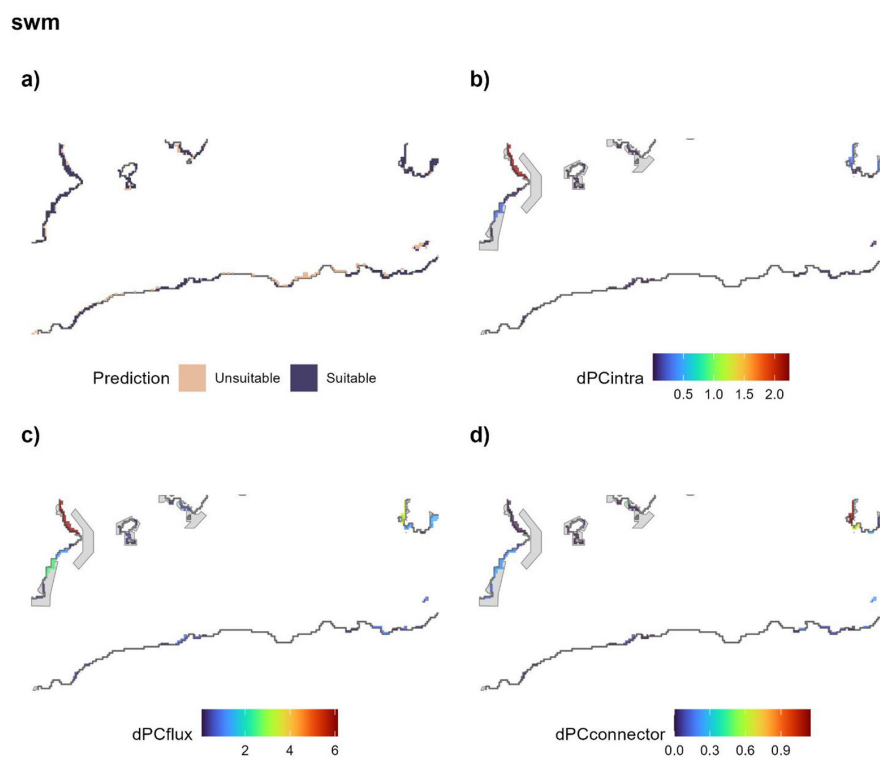 swm
a)
b)
Prediction Unsuitable Suitable
dPCintra
0.5 1.0 1.5 2.0
c)
d)
dPCflux
2 4 6
dPCconnector
0.0 0.3 0.6 0.9